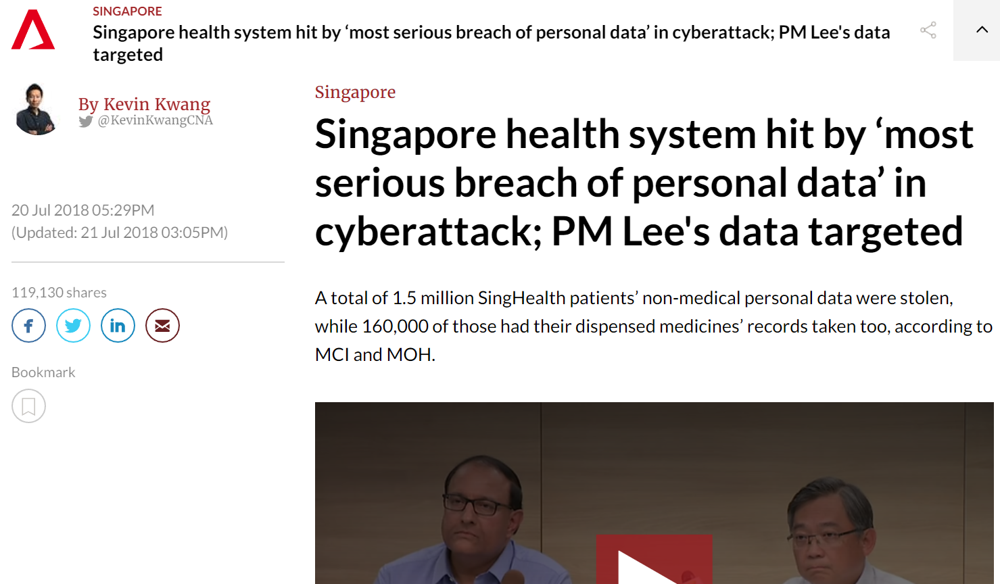 SINGAPORE
Singapore health system hit by ‘most serious breach of personal data’ in cyberattack; PM Lee's data
targeted
By Kevin Kwang
@KevinKwangCNA
20 Jul 2018 05:29PM
(Updated: 21 Jul 2018 03:05PM)
119,130 shares
Bookmark
Singapore
Singapore health system hit by ‘most
serious breach of personal data’ in
cyberattack; PM Lee's data targeted
A total of 1.5 million SingHealth patients’ non-medical personal data were stolen,
while 160,000 of those had their dispensed medicines’ records taken too, according to
MCI and MOH.